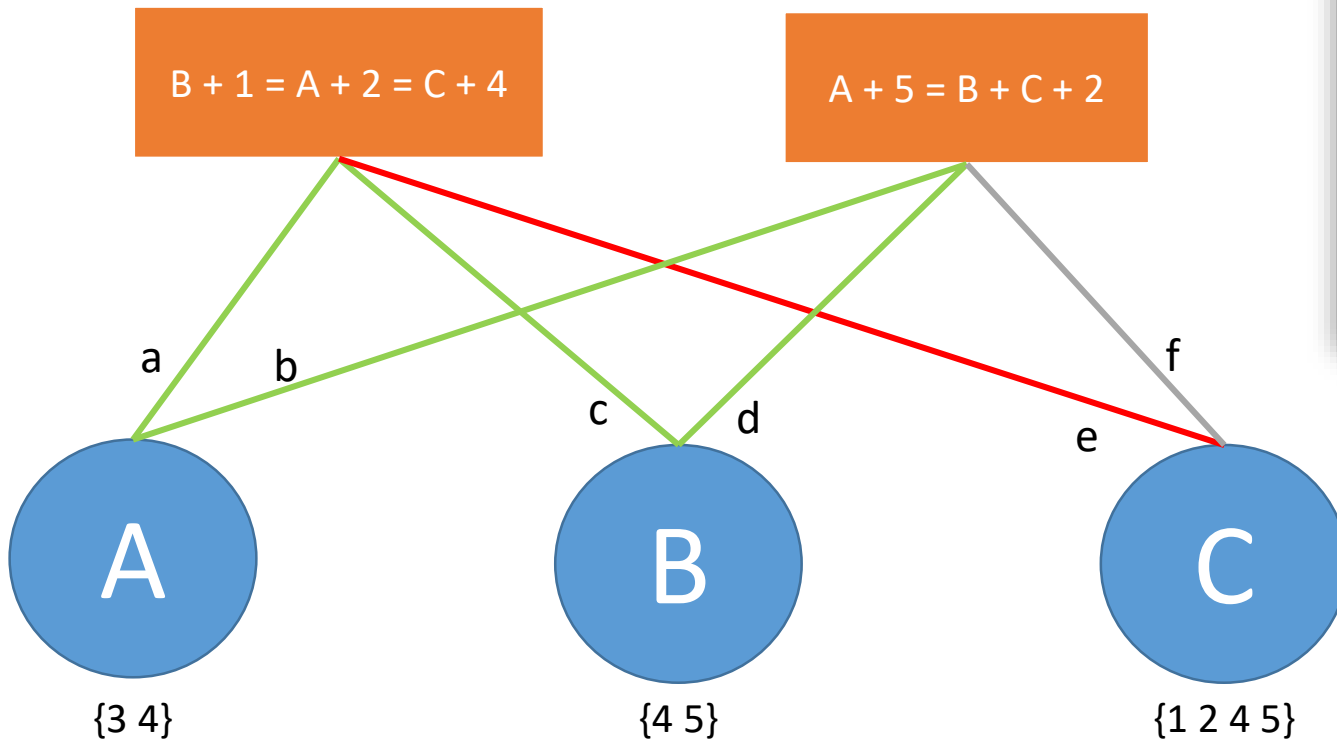 B + 1 = A + 2 = C + 4
A + 5 = B + C + 2
a
b
c
d
e
f
A
B
C
{3 4}
{4 5}
{1 2 4 5}